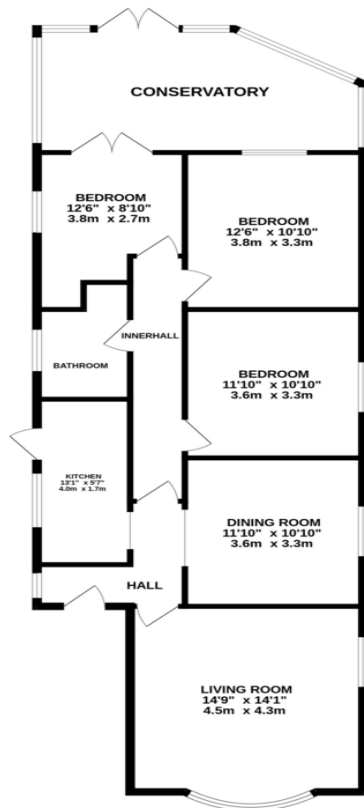 CONSERVATORY
BEDROOM
12'6" x 8'10"
3.8m x 2.7m
BEDROOM
12'6" x 10'10"
3.8m x 3.3m
INNERHALL
BATHROOM
BEDROOM
11'10" x 10'10"
3.6m x 3.3m
KITCHEN
13'1" x 5'7"
4.0m x 1.7m
DINING ROOM
11'10" x 10'10"
3.6m x 3.3m
HALL
LIVING ROOM
14'9" x 14'1"
4.5m x 4.3m